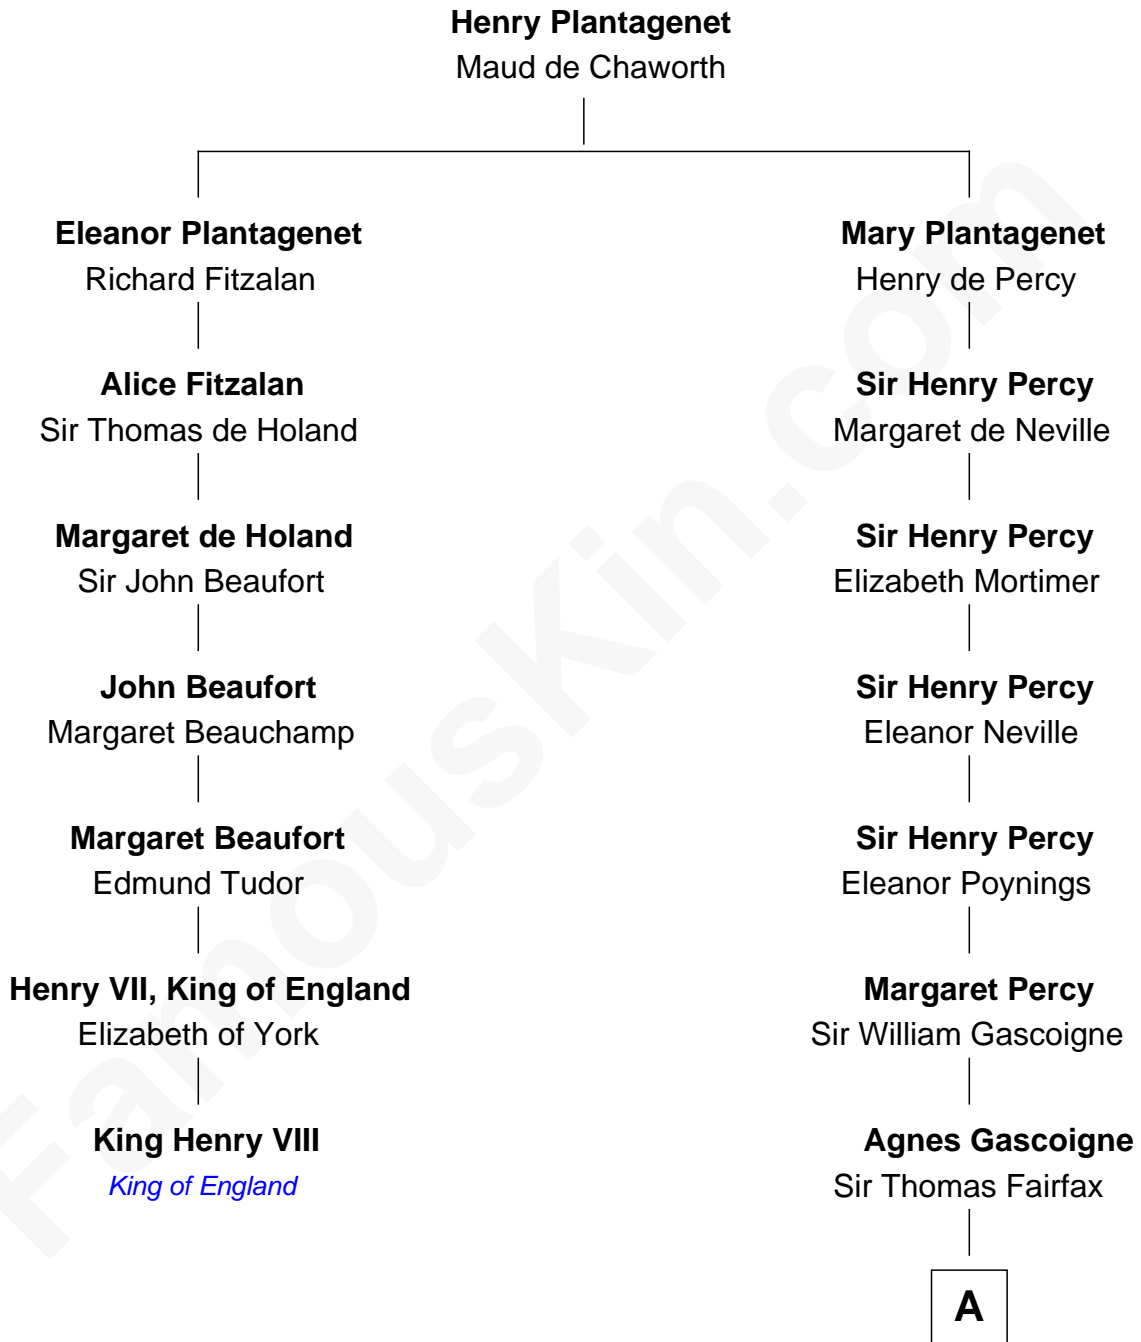 Henry Plantagenet
Maud de Chaworth
Eleanor Plantagenet
Richard Fitzalan
Mary Plantagenet
Henry de Percy
Alice Fitzalan
Sir Thomas de Holand
Sir Henry Percy
Margaret de Neville
Margaret de Holand
Sir John Beaufort
Sir Henry Percy
Elizabeth Mortimer
John Beaufort
Margaret Beauchamp
Sir Henry Percy
Eleanor Neville
Margaret Beaufort
Edmund Tudor
Sir Henry Percy
Eleanor Poynings
Henry VII, King of England
Elizabeth of York
Margaret Percy
Sir William Gascoigne
King Henry VIII
King of England
Agnes Gascoigne
Sir Thomas Fairfax
A
FamousKin.com